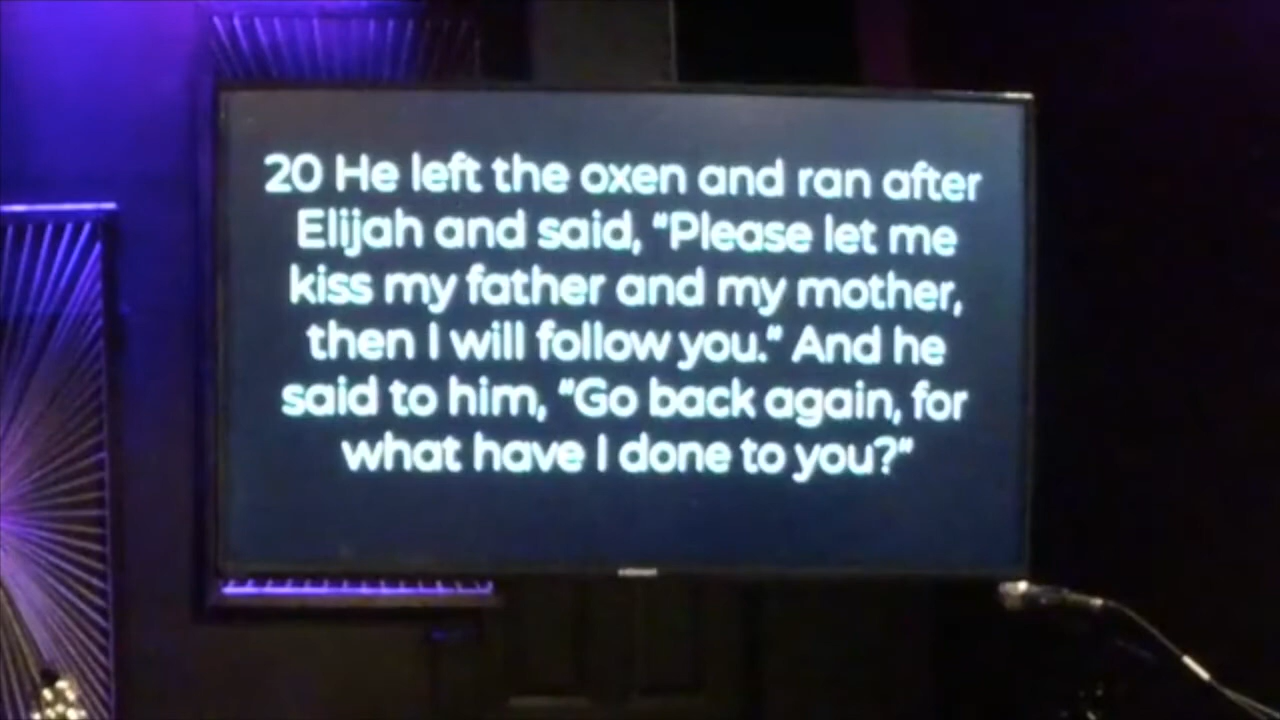 20 He left the oxen and ran after
Elijah and said, "Please let me
kiss my father and my mother,
then I will follow you." And he
said to him, "Go back again, for
what have I done to you?"